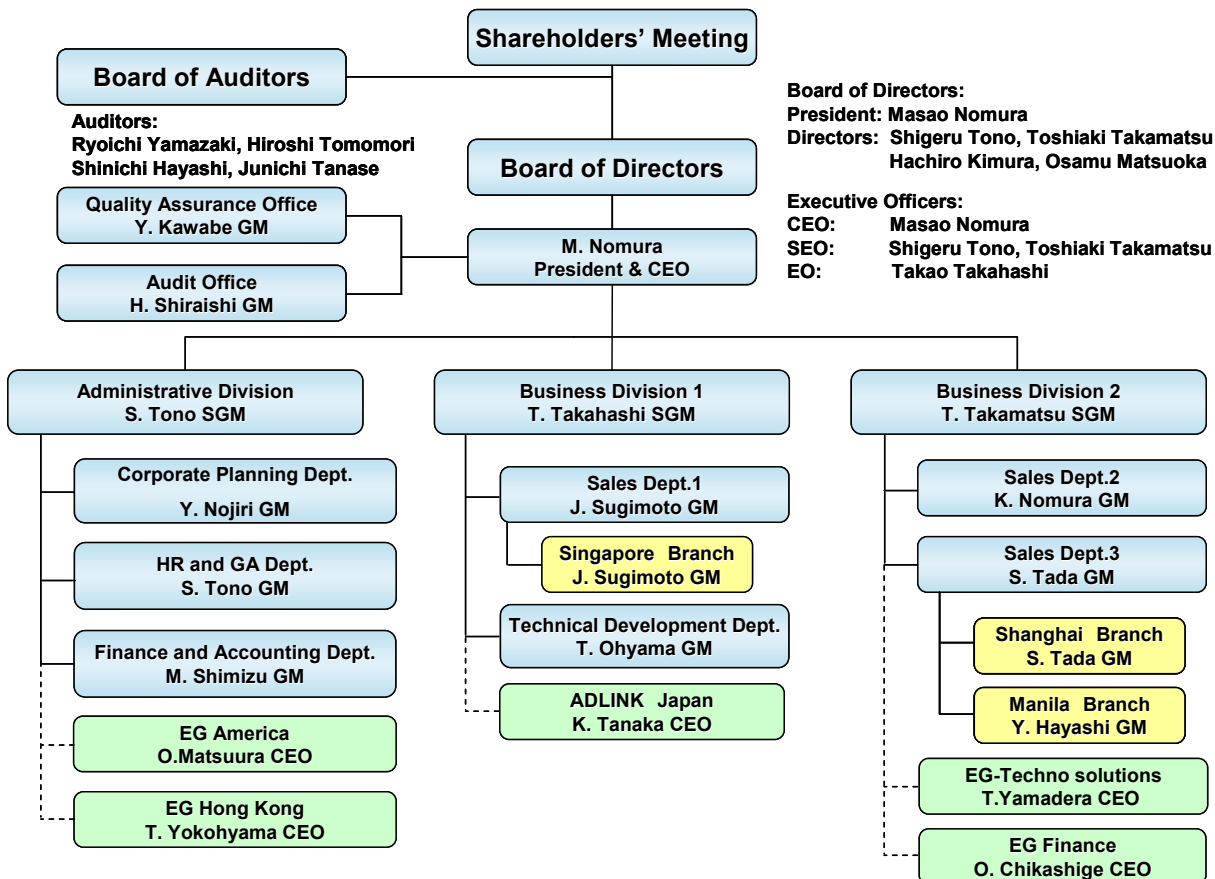 Shareholders' Meeting
Board of Auditors
Auditors:
Ryoichi Yamazaki, Hiroshi Tomomori
Shinichi Hayashi, Junichi Tanase
Board of Directors:
President: Masao Nomura
Directors: Shigeru Tono, Toshiaki Takamatsu
Hachiro Kimura, Osamu Matsuoka
Board of Directors
Executive Officers:
CEO: Masao Nomura
SEO: Shigeru Tono, Toshiaki Takamatsu
EO: Takao Takahashi
Quality Assurance Office
Y. Kawabe GM
M. Nomura
President & CEO
Audit Office
H. Shiraishi GM
Administrative Division
S. Tono SGM
Corporate Planning Dept.
Y. Nojiri GM
HR and GA Dept.
S. Tono GM
Finance and Accounting Dept.
M. Shimizu GM
EG America
O.Matsuura CEO
EG Hong Kong
T. Yokohyama CEO
Business Division 1
T. Takahashi SGM
Sales Dept.1
J. Sugimoto GM
Singapore Branch
J. Sugimoto GM
Technical Development Dept.
T. Ohyama GM
ADLINK Japan
K. Tanaka CEO
Business Division 2
T. Takamatsu SGM
Sales Dept.2
K. Nomura GM
Sales Dept.3
S. Tada GM
Shanghai Branch
S. Tada GM
Manila Branch
Y. Hayashi GM
EG-Techno solutions
T.Yamadera CEO
EG Finance
O. Chikashige CEO